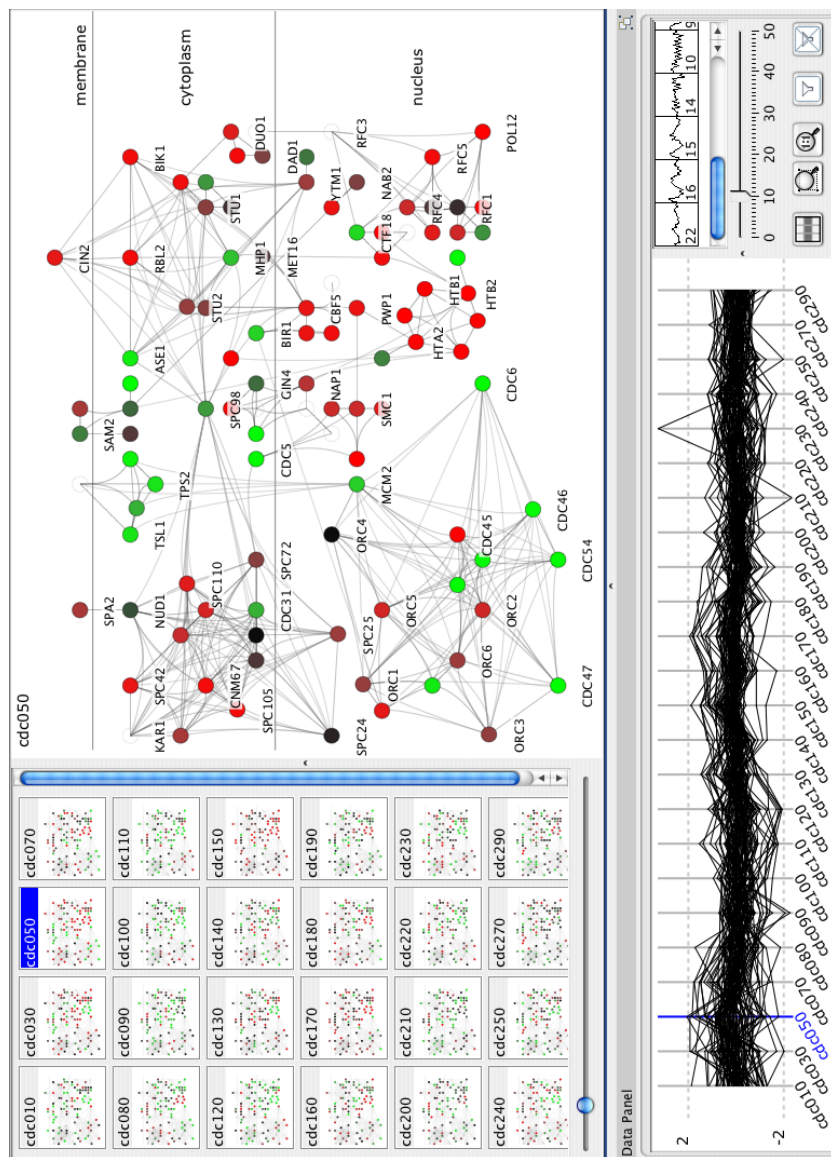 cdc010
cdc030
cdc050
cdc070
cdc080
cdc090
cdc100
cdc110
cdc120
cdc130
cdc140
cdc150
cdc160
cdc170
cdc180
cdc190
cdc200
cdc210
cdc220
cdc230
cdc240
cdc250
cdc270
cdc290
cdc050
membrane
cytoplasm
nucleus
CIN2
SPA2
SAM2
KAR1
SPC42
NUD1
TSL1
TPS2
ASE1
RBL2
BIK1
CNM67
SPC110
SPC98
STU2
STU1
DUO1
SPC105
CDC31
SPC72
CDC5
GIN4
BIR1
MHP1
MET16
DAD1
SPC24
SPC25
ORC4
NAP1
CBF5
YTM1
RFC3
ORC1
ORC5
MCM2
SMC1
PWP1
CTF18
NAB2
ORC6
HTA2
HTB1
RFC4
RFC5
ORC3
ORC2
CDC45
CDC6
HTB2
RFC1
POL12
CDC46
CDC47
CDC54
Data Panel
2
-2
cdc010
cdc030
cdc050
cdc070
cdc080
cdc090
cdc100
cdc110
cdc120
cdc130
cdc140
cdc150
cdc160
cdc170
cdc180
cdc190
cdc200
cdc210
cdc220
cdc230
cdc240
cdc250
cdc270
cdc290
22
16
15
14
10
9
0
10
20
30
40
50